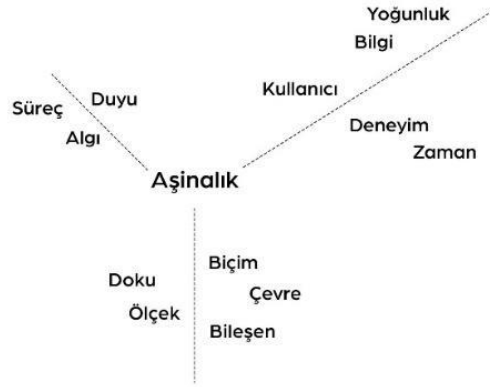 Yoğunluk
Bilgi
Kullanıcı
Deneyim
Zaman
Süreç
Duyu
Algı
Aşinalık
Doku
Ölçek
Biçim
Çevre
Bileşen